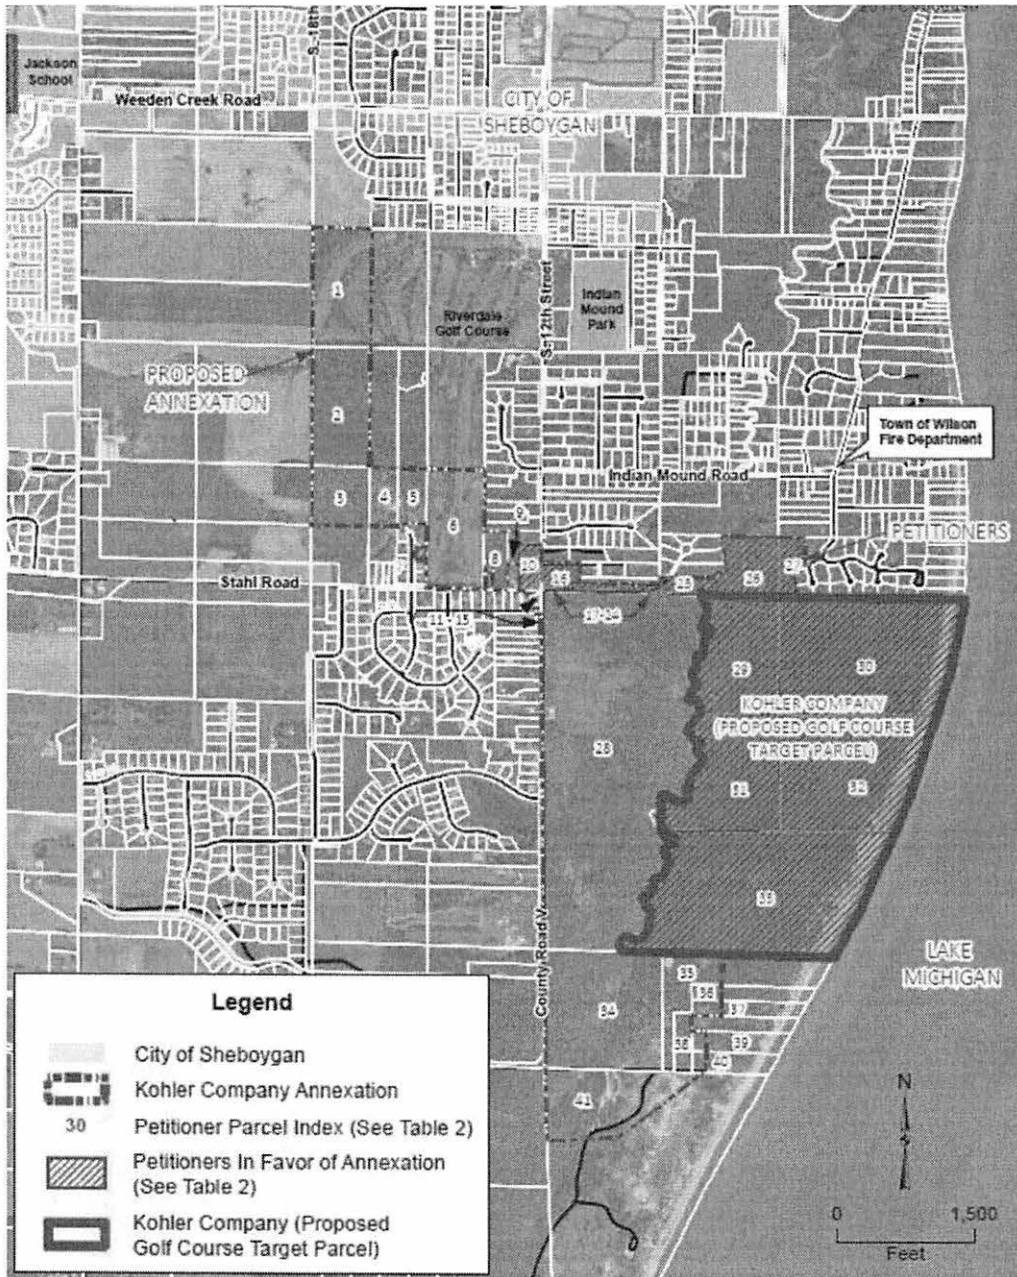 Jackson
School
S. 18th
Weeden Creek Road
CITY OF
SHEBOYGAN
1
Riverdale
Golf Course
S. 12th Street
Indian
Mound
Park
PROPOSED
ANNEXATION
2
Town of Wilson
Fire Department
3
4
5
6
Indian Mound Road
9
PETITIONERS
8
10
16
25
26
27
Stahl Road
11 - 15
17-24
28
29
30
KOHLER COMPANY
(PROPOSED GOLF COURSE
TARGET PARCEL)
31
32
33
County Road V
LAKE
MICHIGAN
34
35
36
37
38
39
40
41
Legend
City of Sheboygan
Kohler Company Annexation
30 Petitioner Parcel Index (See Table 2)
Petitioners In Favor of Annexation
(See Table 2)
Kohler Company (Proposed
Golf Course Target Parcel)
N
0 1,500
Feet